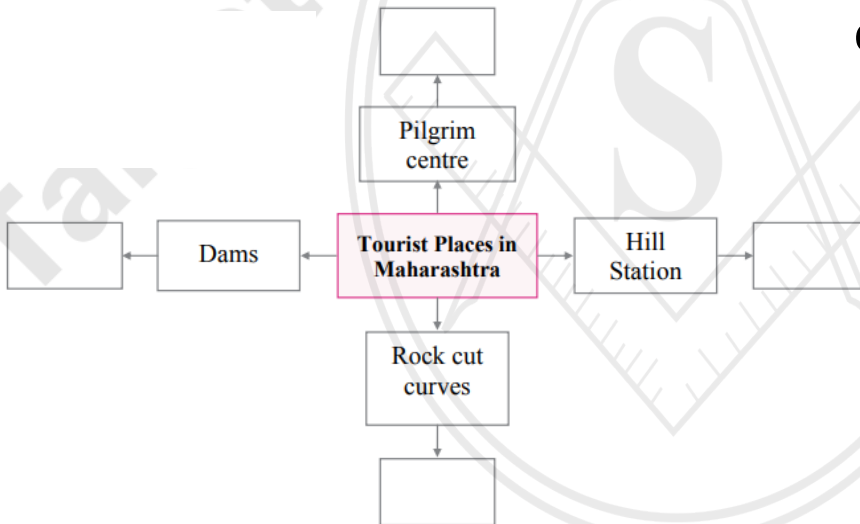 Pilgrim
centre
Dams
Tourist Places in
Maharashtra
Hill
Station
Rock cut
curves
S